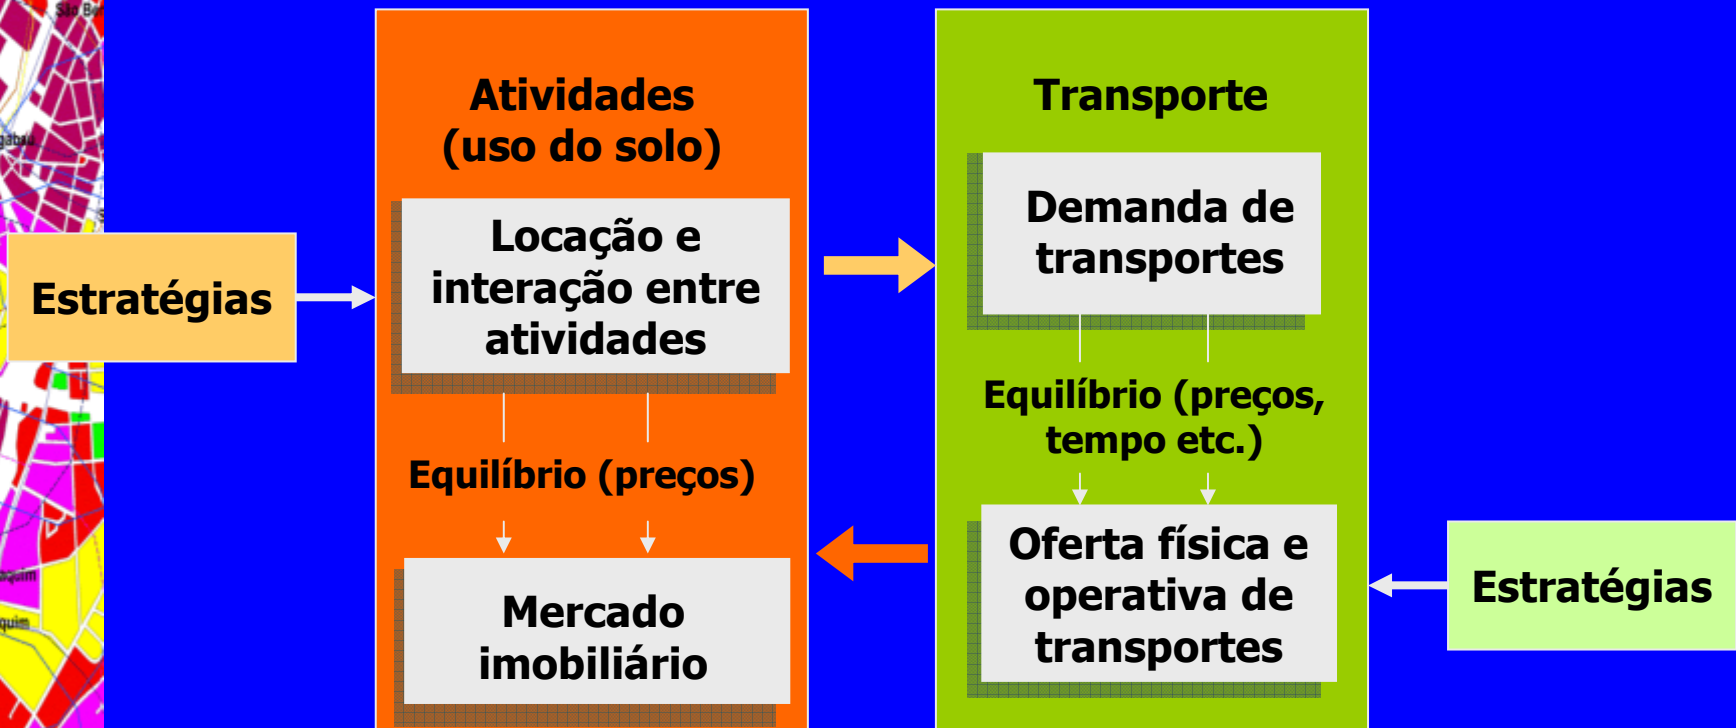 Atividades
(uso do solo)
Locação e
interação entre
atividades
Equilíbrio (preços)
Mercado
imobiliário
Estratégias
Transporte
Demanda de
transportes
Equilíbrio (preços,
tempo etc.)
Oferta física e
operativa de
transportes
Estratégias